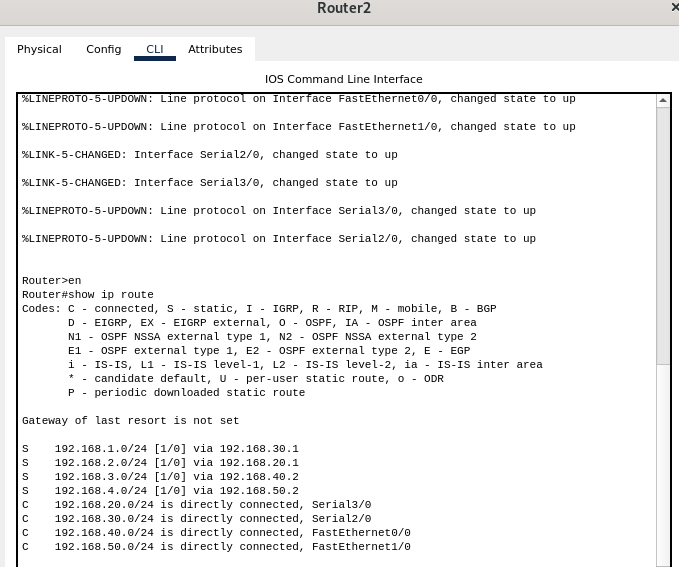 Router2
Physical Config CLI Attributes
IOS Command Line Interface
%LINEPROTO-5-UPDOWN: Line protocol on Interface FastEthernet0/0, changed state to up
%LINEPROTO-5-UPDOWN: Line protocol on Interface FastEthernet1/0, changed state to up
%LINK-5-CHANGED: Interface Serial2/0, changed state to up
%LINK-5-CHANGED: Interface Serial3/0, changed state to up
%LINEPROTO-5-UPDOWN: Line protocol on Interface Serial3/0, changed state to up
%LINEPROTO-5-UPDOWN: Line protocol on Interface Serial2/0, changed state to up
Router>en
Router#show ip route
Codes: C - connected, S - static, I - IGRP, R - RIP, M - mobile, B - BGP
D - EIGRP, EX - EIGRP external, O - OSPF, IA - OSPF inter area
N1 - OSPF NSSA external type 1, N2 - OSPF NSSA external type 2
E1 - OSPF external type 1, E2 - OSPF external type 2, E - EGP
i - IS-IS, L1 - IS-IS level-1, L2 - IS-IS level-2, ia - IS-IS inter area
* - candidate default, U - per-user static route, o - ODR
P - periodic downloaded static route
Gateway of last resort is not set
S 192.168.1.0/24 [1/0] via 192.168.30.1
S 192.168.2.0/24 [1/0] via 192.168.20.1
S 192.168.3.0/24 [1/0] via 192.168.40.2
S 192.168.4.0/24 [1/0] via 192.168.50.2
C 192.168.20.0/24 is directly connected, Serial3/0
C 192.168.30.0/24 is directly connected, Serial2/0
C 192.168.40.0/24 is directly connected, FastEthernet0/0
C 192.168.50.0/24 is directly connected, FastEthernet1/0